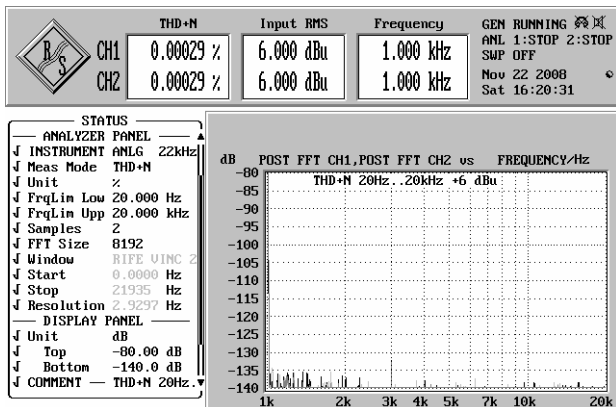 THD+N Input RMS Frequency
R S
CH1 0.00029 % 6.000 dBu 1.000 kHz
CH2 0.00029 % 6.000 dBu 1.000 kHz
GEN RUNNING
ANL 1:STOP 2:STOP
SWP OFF
Nov 22 2008
Sat 16:20:31
STATUS
ANALYZER PANEL
INSTRUMENT ANLG 22kHz
Meas Mode THD+N
Unit %
FrqLim Low 20.000 Hz
FrqLim Upp 20.000 kHz
Samples 2
FFT Size 8192
Window RIFE VINC 2
Start 0.0000 Hz
Stop 21935 Hz
Resolution 2.9297 Hz
DISPLAY PANEL
Unit dB
Top -80.00 dB
Bottom -140.0 dB
COMMENT — THD+N 20Hz.
dB POST FFT CH1,POST FFT CH2 vs FREQUENCY/Hz
THD+N 20Hz..20kHz +6 dBu
-80
-85
-90
-95
-100
-105
-110
-115
-120
-125
-130
-135
-140
1k 2k 3k 4k 5k 7k 10k 20k